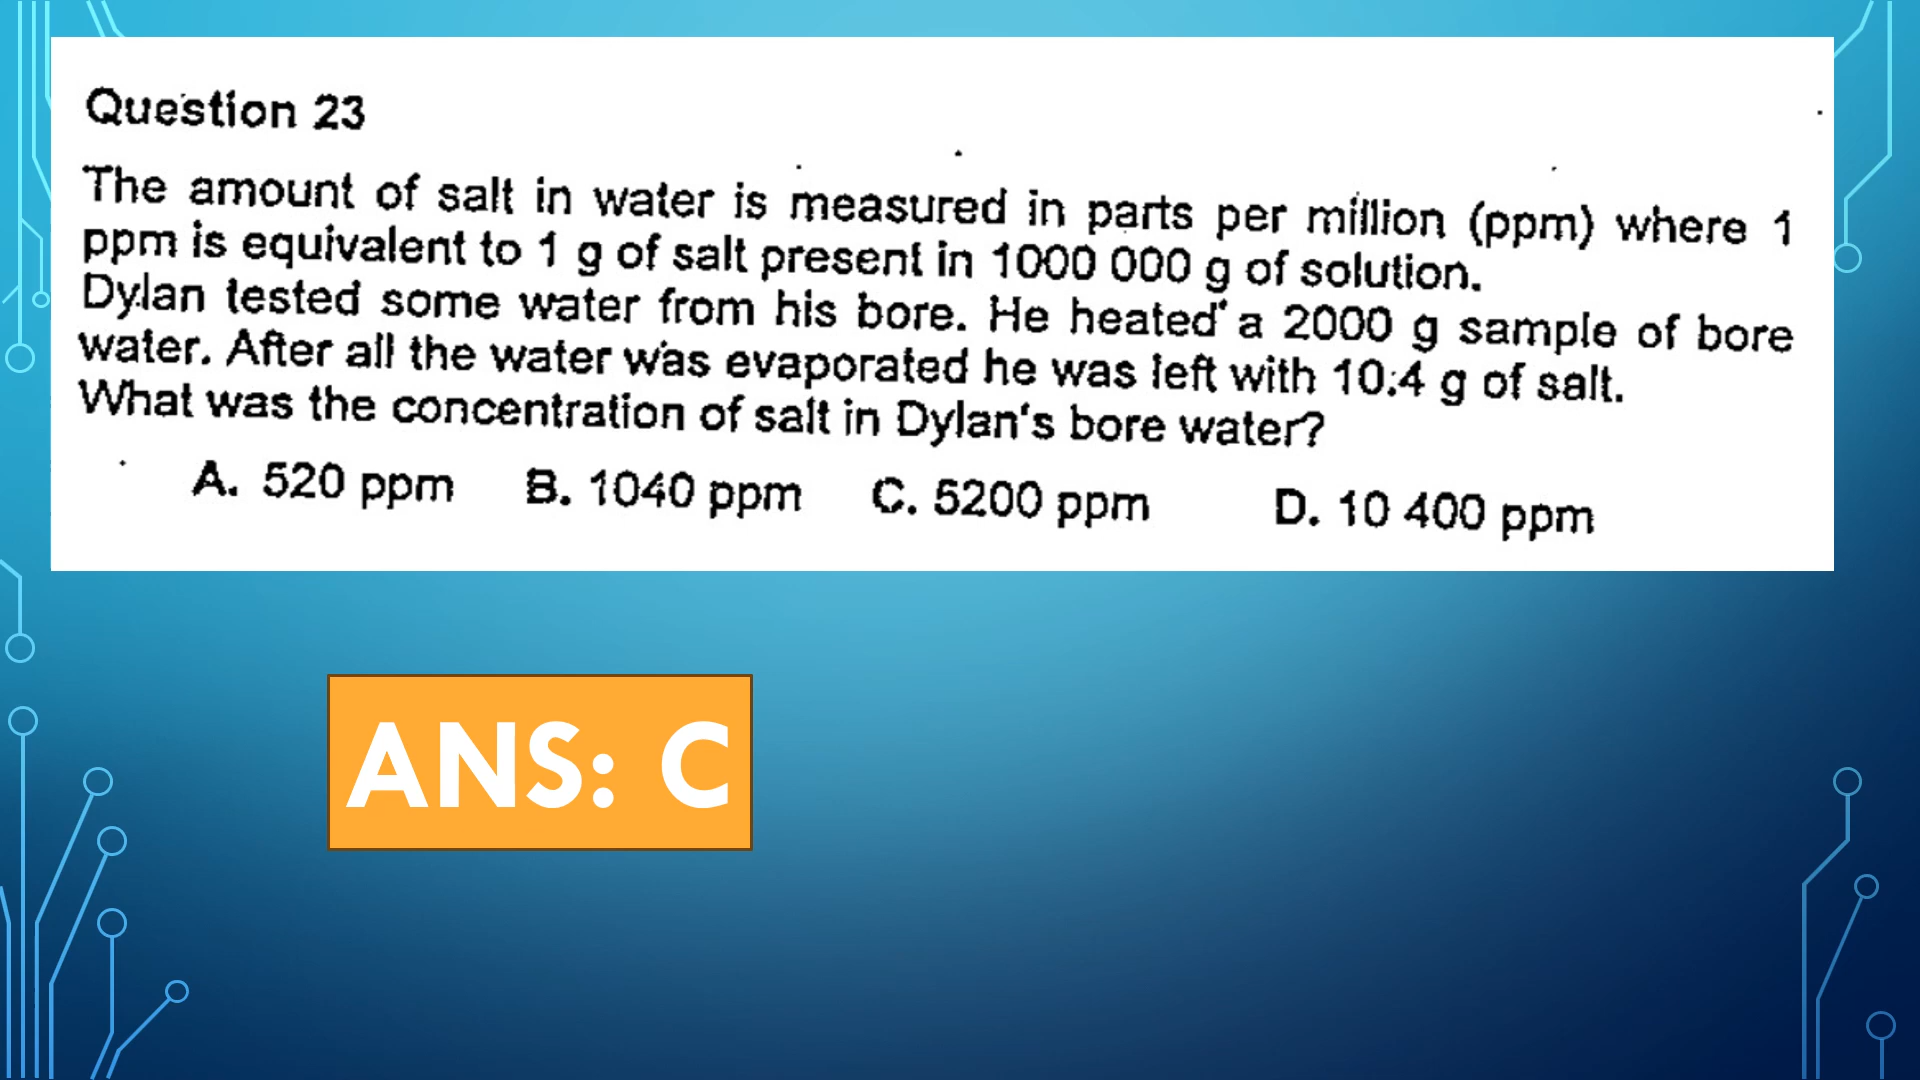 Question 23
The amount of salt in water is measured in parts per million (ppm) where 1
ppm is equivalent to 1 g of salt present in 1000 000 g of solution.
Dylan tested some water from his bore. He heated a 2000 g sample of bore
water. After all the water was evaporated he was left with 10.4 g of salt.
What was the concentration of salt in Dylan's bore water?
A. 520 ppm B. 1040 ppm C. 5200 ppm D. 10 400 ppm
ANS: C